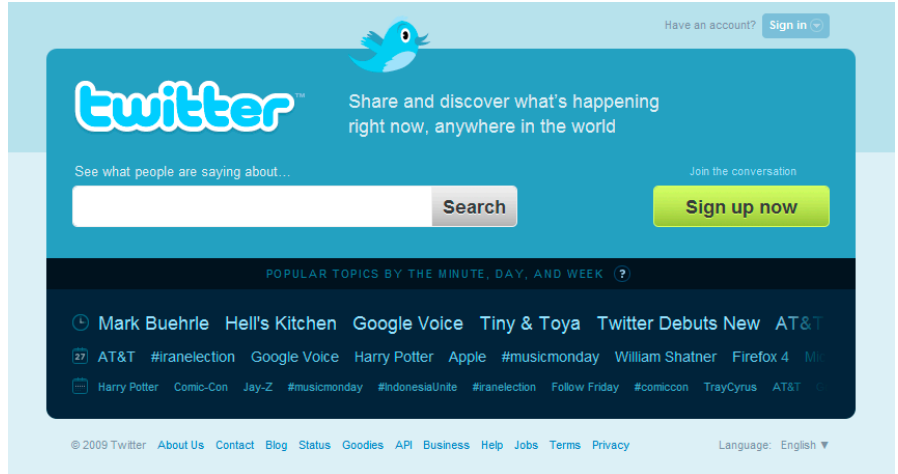 Have an account? Sign in
twitter™
Share and discover what's happening
right now, anywhere in the world
See what people are saying about...
Join the conversation
Search
Sign up now
POPULAR TOPICS BY THE MINUTE, DAY, AND WEEK ?
Mark Buehrle Hell's Kitchen Google Voice Tiny & Toya Twitter Debuts New AT&T
27 AT&T #iranelection Google Voice Harry Potter Apple #musicmonday William Shatner Firefox 4
Harry Potter Comic-Con Jay-Z #musicmonday #IndonesiaUnite #iranelection Follow Friday #comiccon TrayCyrus AT&T
© 2009 Twitter About Us Contact Blog Status Goodies API Business Help Jobs Terms Privacy
Language: English ▼